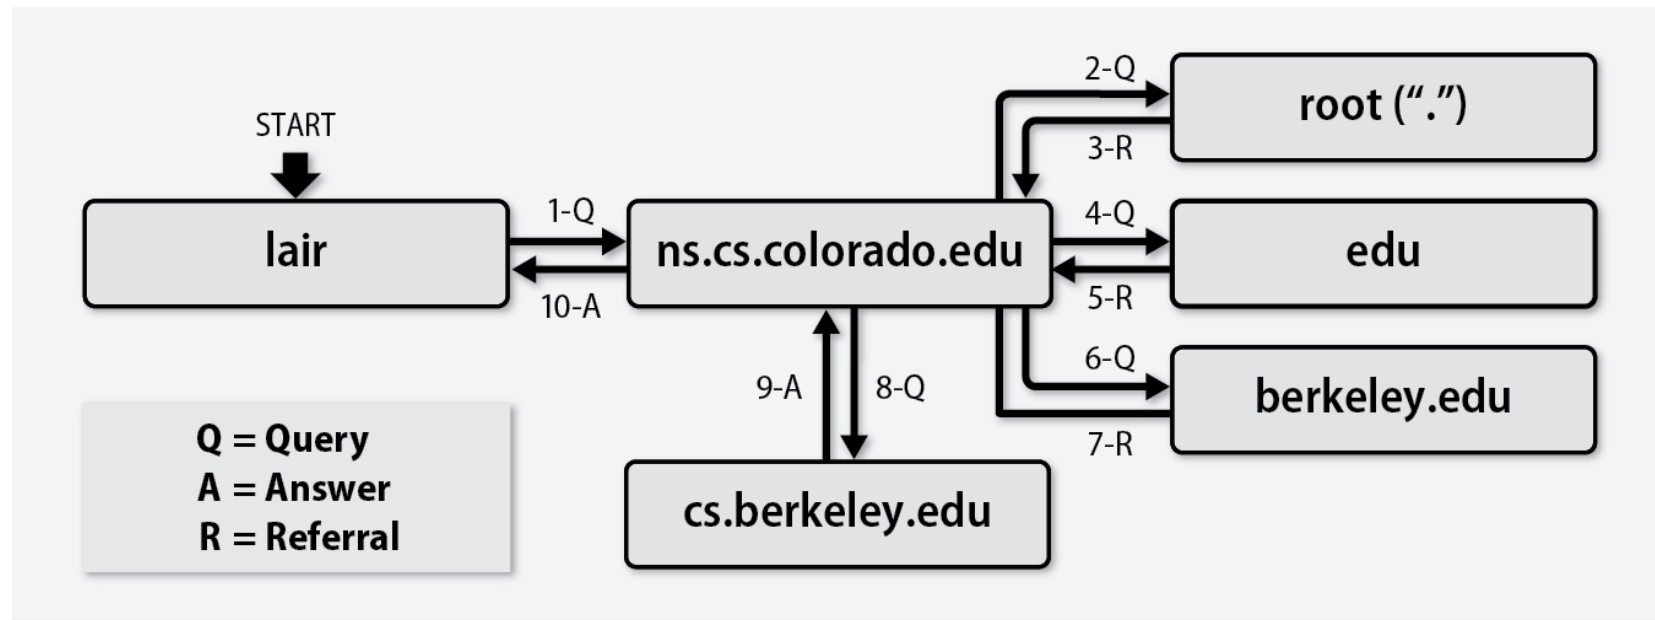 START
lair
1-Q
10-A
ns.cs.colorado.edu
2-Q
3-R
root (“.”)
4-Q
5-R
edu
6-Q
7-R
berkeley.edu
9-A
8-Q
cs.berkeley.edu
Q = Query
A = Answer
R = Referral